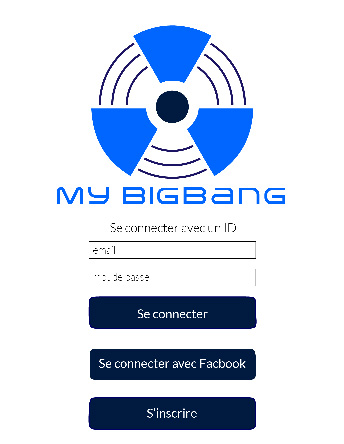 MY BIGBANG
Se connecter avec un ID
email
mot de passe
Se connecter
Se connecter avec Facbook
S'inscrire